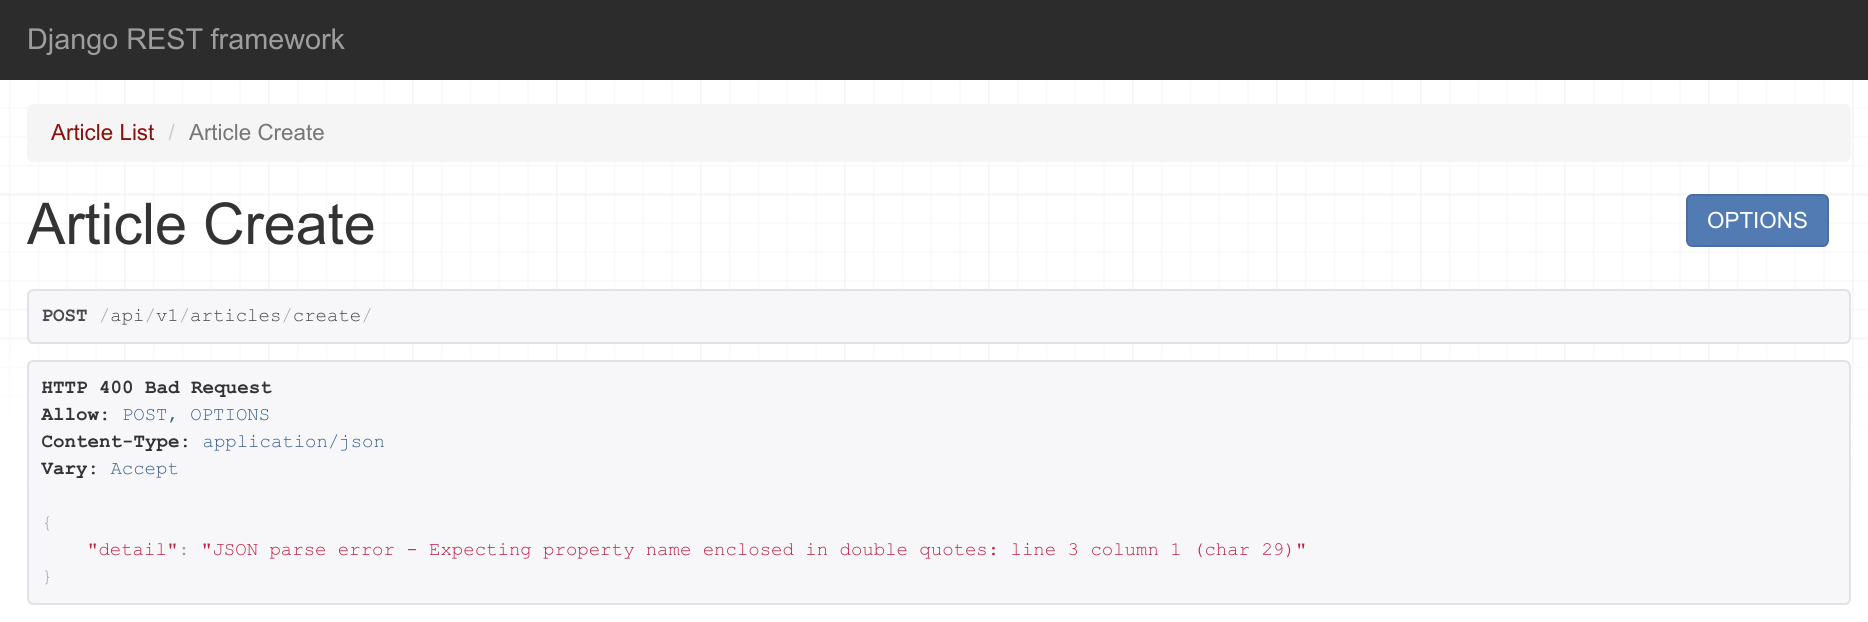 Django REST framework
Article List / Article Create
Article Create
OPTIONS
POST /api/v1/articles/create/
HTTP 400 Bad Request
Allow: POST, OPTIONS
Content-Type: application/json
Vary: Accept
{
    "detail": "JSON parse error - Expecting property name enclosed in double quotes: line 3 column 1 (char 29)"
}